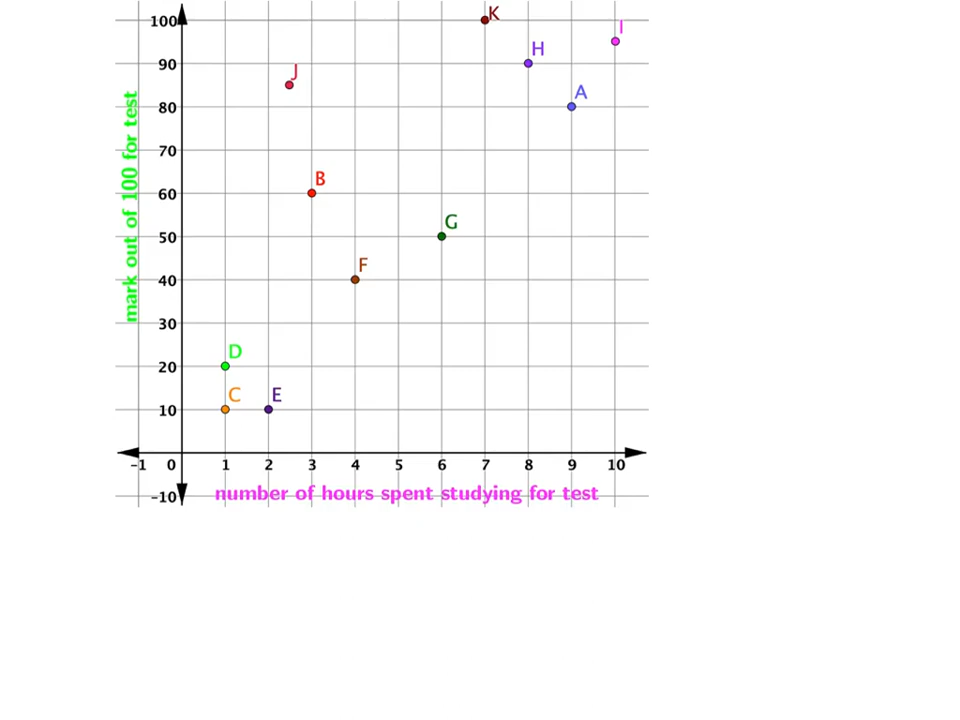 100
K
I
H
90
J
A
80
70
B
60
G
50
F
40
30
D
20
C
E
10
–1 0 1 2 3 4 5 6 7 8 9 10
–10
number of hours spent studying for test
mark out of 100 for test